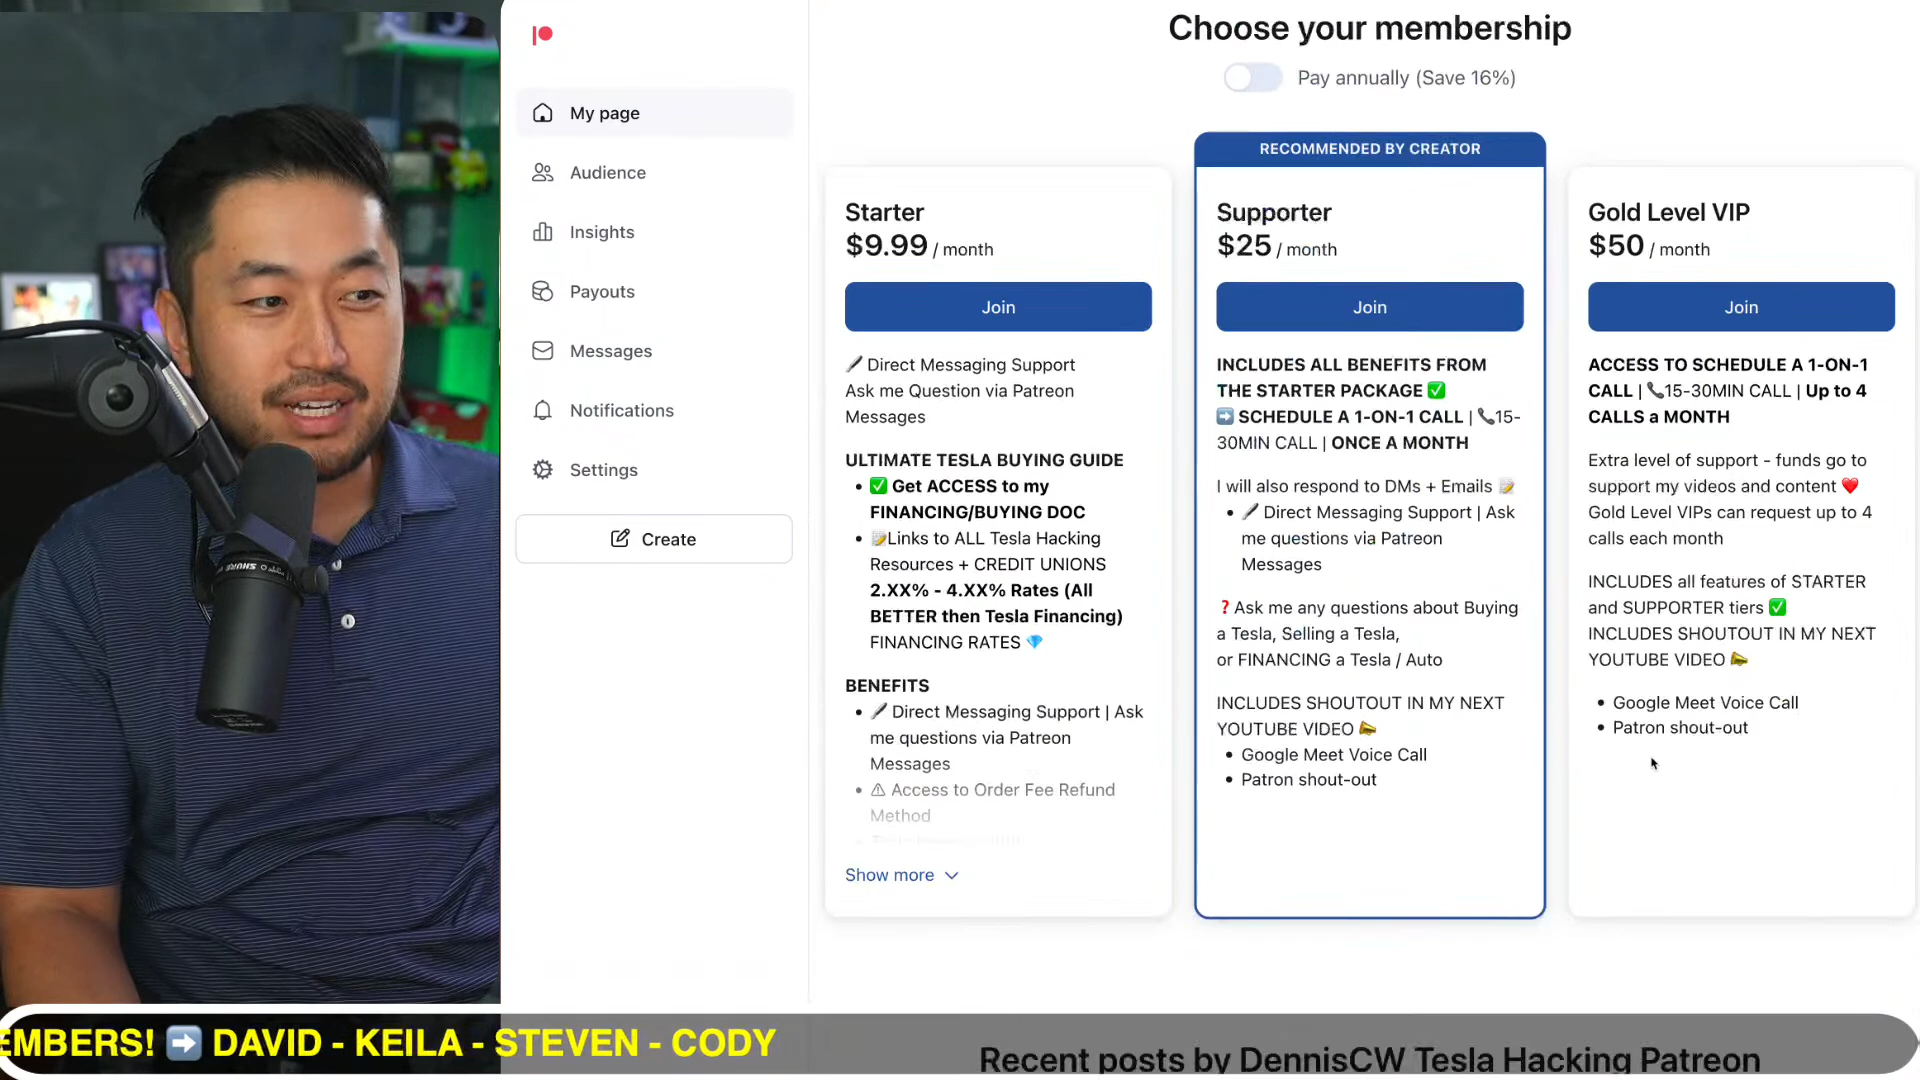 Choose your membership
Pay annually (Save 16%)
My page
Audience
Insights
Payouts
Messages
Notifications
Settings
Create
Starter
$9.99 / month
Join
🖋️ Direct Messaging Support
Ask me Question via Patreon
Messages
ULTIMATE TESLA BUYING GUIDE
• ✅ Get ACCESS to my
FINANCING/BUYING DOC
• 📝Links to ALL Tesla Hacking
Resources + CREDIT UNIONS
2.XX% - 4.XX% Rates (All
BETTER then Tesla Financing)
FINANCING RATES 💎
BENEFITS
• 🖋️ Direct Messaging Support | Ask
me questions via Patreon
Messages
• ⚠ Access to Order Fee Refund
Method
Show more
RECOMMENDED BY CREATOR
Supporter
$25 / month
Join
INCLUDES ALL BENEFITS FROM
THE STARTER PACKAGE ✅
➡️ SCHEDULE A 1-ON-1 CALL | 📞15-
30MIN CALL | ONCE A MONTH
I will also respond to DMs + Emails 📝
• 🖋️ Direct Messaging Support | Ask
me questions via Patreon
Messages
❓Ask me any questions about Buying
a Tesla, Selling a Tesla,
or FINANCING a Tesla / Auto
INCLUDES SHOUTOUT IN MY NEXT
YOUTUBE VIDEO 📣
• Google Meet Voice Call
• Patron shout-out
Gold Level VIP
$50 / month
Join
ACCESS TO SCHEDULE A 1-ON-1
CALL | 📞15-30MIN CALL | Up to 4
CALLS a MONTH
Extra level of support - funds go to
support my videos and content ❤️
Gold Level VIPs can request up to 4
calls each month
INCLUDES all features of STARTER
and SUPPORTER tiers ✅
INCLUDES SHOUTOUT IN MY NEXT
YOUTUBE VIDEO 📣
• Google Meet Voice Call
• Patron shout-out
SHURE
EMBERS! ➡️ DAVID - KEILA - STEVEN - CODY
Recent posts by DennisCW Tesla Hacking Patreon